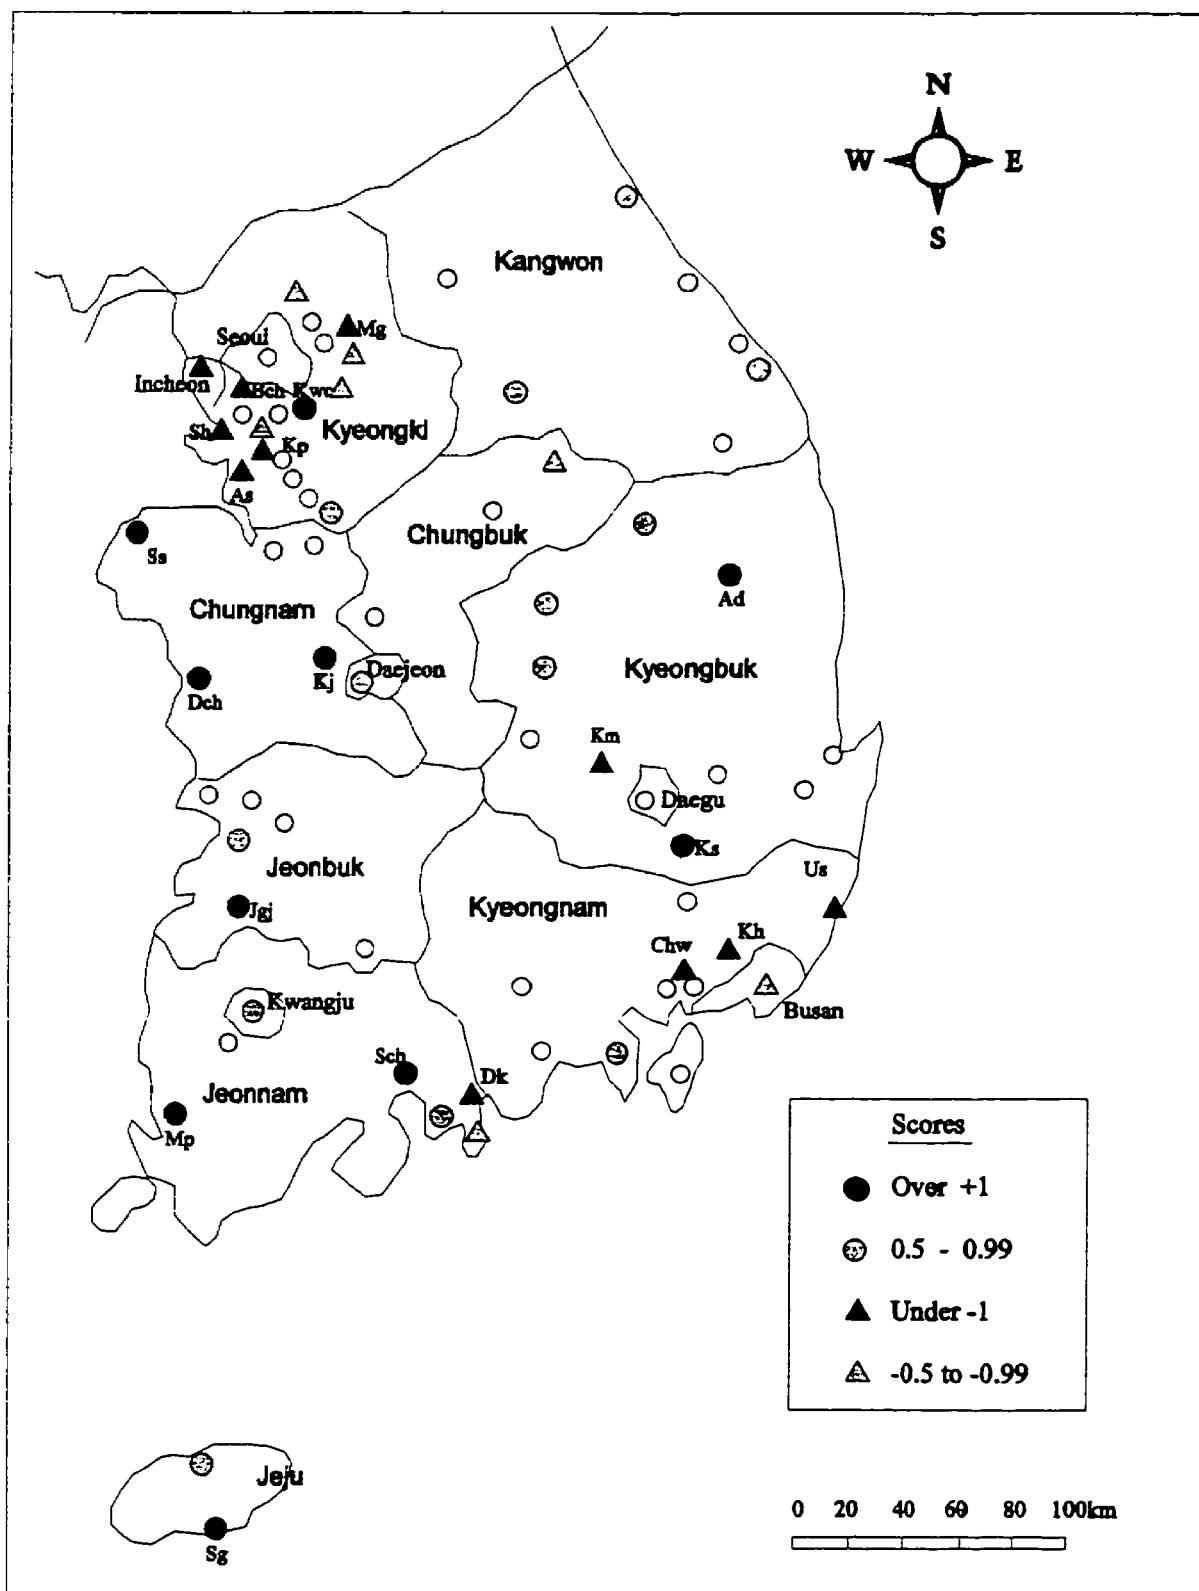 N
W E
S
Kangwon
Seoul
Mg
Incheon
Bch Kwc
Sh
Kyeongki
Kp
As
Ss
Chungbuk
Chungnam
Ad
Kj
Daejeon
Dch
Kyeongbuk
Km
Daegu
Ks
Jeonbuk
Us
Jgj
Kyeongnam
Chw
Kh
Kwangju
Busan
Sch
Dk
Jeonnam
Mp
Scores
Over +1
0.5 - 0.99
Under -1
-0.5 to -0.99
Jeju
Sg
0 20 40 60 80 100km